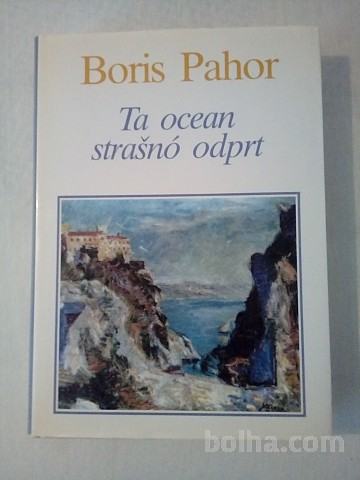 Boris Pahor
Ta ocean
strašnó odprt
bolha.com